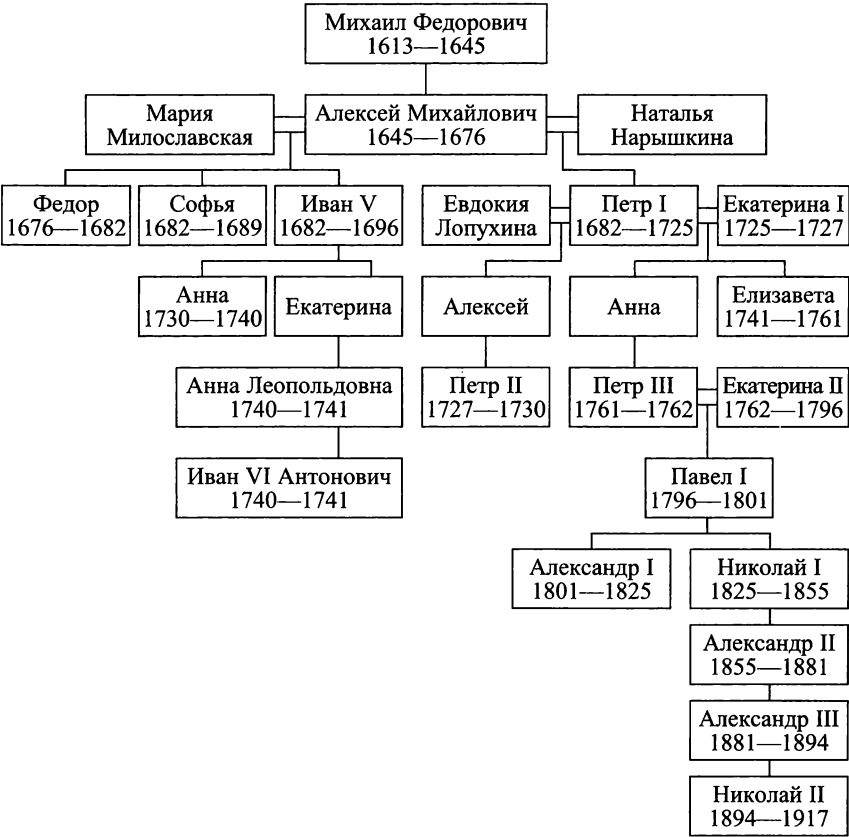 Михаил Федорович
1613—1645
Мария
Милославская
Алексей Михайлович
1645—1676
Наталья
Нарышкина
Федор
1676—1682
Софья
1682—1689
Иван V
1682—1696
Евдокия
Лопухина
Петр I
1682—1725
Екатерина I
1725—1727
Анна
1730—1740
Екатерина
Алексей
Анна
Елизавета
1741—1761
Анна Леопольдовна
1740—1741
Петр II
1727—1730
Петр III
1761—1762
Екатерина II
1762—1796
Иван VI Антонович
1740—1741
Павел I
1796—1801
Александр I
1801—1825
Николай I
1825—1855
Александр II
1855—1881
Александр III
1881—1894
Николай II
1894—1917